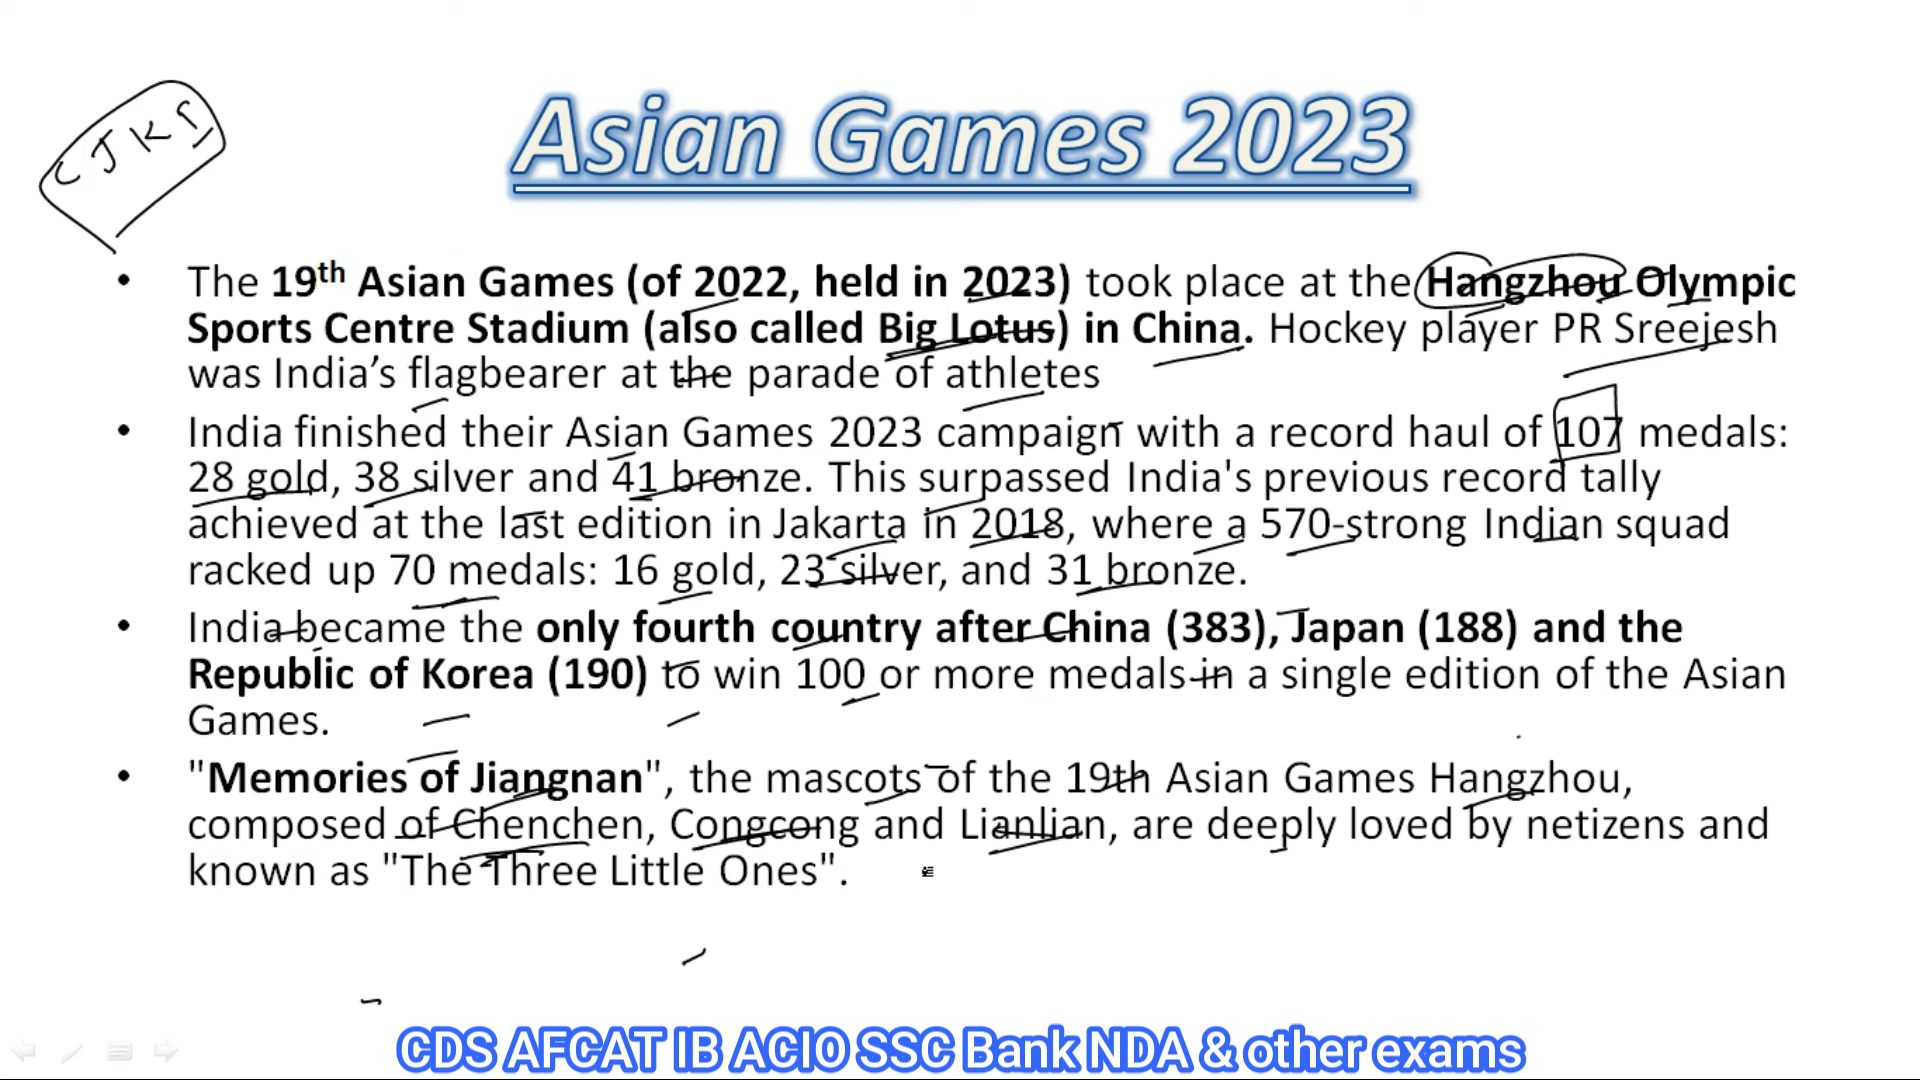 CJKI
Asian Games 2023
• The 19th Asian Games (of 2022, held in 2023) took place at the Hangzhou Olympic
Sports Centre Stadium (also called Big Lotus) in China. Hockey player PR Sreejesh
was India’s flagbearer at the parade of athletes
• India finished their Asian Games 2023 campaign with a record haul of 107 medals:
28 gold, 38 silver and 41 bronze. This surpassed India's previous record tally
achieved at the last edition in Jakarta in 2018, where a 570-strong Indian squad
racked up 70 medals: 16 gold, 23 silver, and 31 bronze.
• India became the only fourth country after China (383), Japan (188) and the
Republic of Korea (190) to win 100 or more medals in a single edition of the Asian
Games.
• "Memories of Jiangnan", the mascots of the 19th Asian Games Hangzhou,
composed of Chenchen, Congcong and Lianlian, are deeply loved by netizens and
known as "The Three Little Ones".
CDS AFCAT IB ACIO SSC Bank NDA & other exams